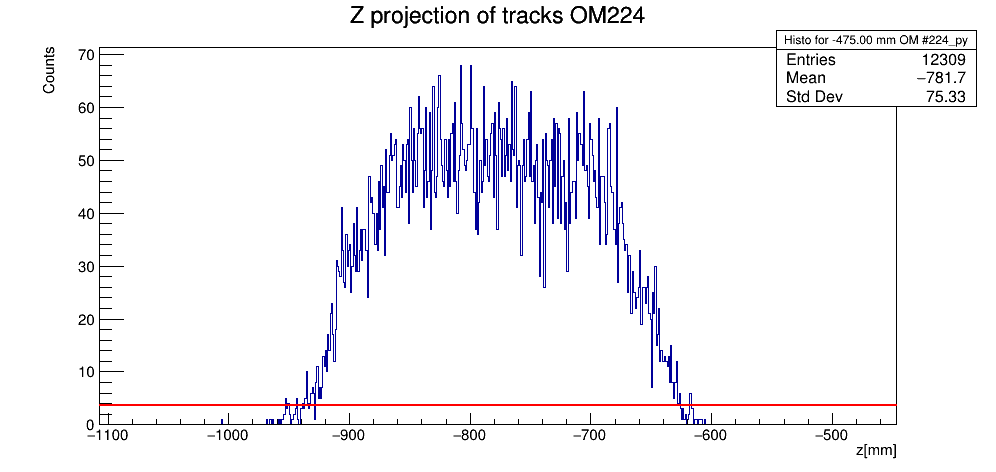 Z projection of tracks OM224
Histo for -475.00 mm OM #224_py
Entries 12309
Mean −781.7
Std Dev 75.33
Counts
70
60
50
40
30
20
10
0
−1100 −1000 −900 −800 −700 −600 −500
z[mm]